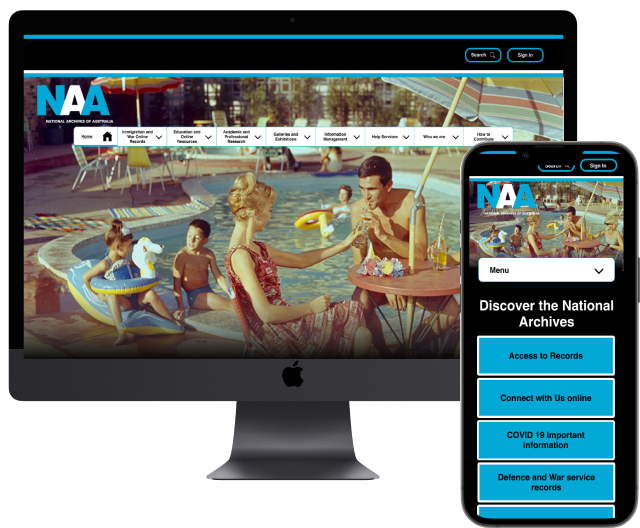 Search
Sign In
NAA
NATIONAL ARCHIVES OF AUSTRALIA
Home
Immigration and
War Online
Records
Education and
Online
Resources
Academic and
Professional
Research
Galleries and
Exhibitions
Information
Management
Help Services
Who we are
How to
Contribute
Search
Sign In
NAA
NATIONAL ARCHIVES OF AUSTRALIA
Menu
Discover the National
Archives
Access to Records
Connect with Us online
COVID 19 Important
information
Defence and War service
records